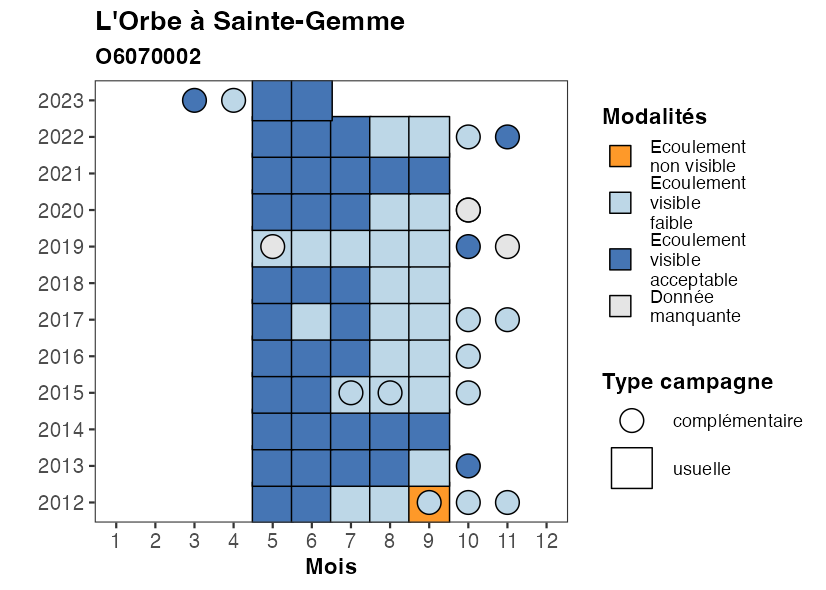 L'Orbe à Sainte-Gemme
O6070002
2023
2022
2021
2020
2019
2018
2017
2016
2015
2014
2013
2012
1 2 3 4 5 6 7 8 9 10 11 12
Mois
Modalités
Ecoulement
non visible
Ecoulement
visible
faible
Ecoulement
visible
acceptable
Donnée
manquante
Type campagne
complémentaire
usuelle